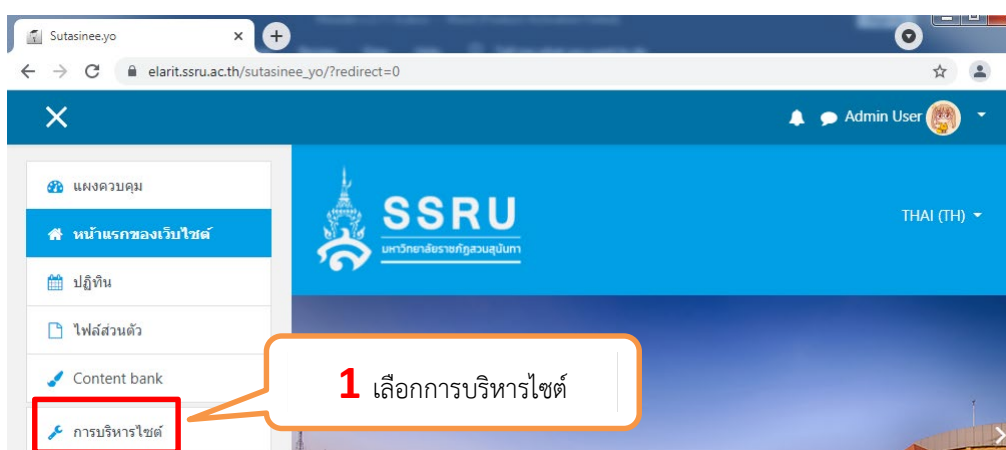 Sutasinee.yo
elarit.ssru.ac.th/sutasinee_yo/?redirect=0
Admin User
แผงควบคุม
หน้าแรกของเว็บไซต์
ปฏิทิน
ไฟล์ส่วนตัว
Content bank
การบริหารไซต์
SSRU
มหาวิทยาลัยราชภัฏสวนสุนันทา
THAI (TH)
1 เลือกการบริหารไซต์